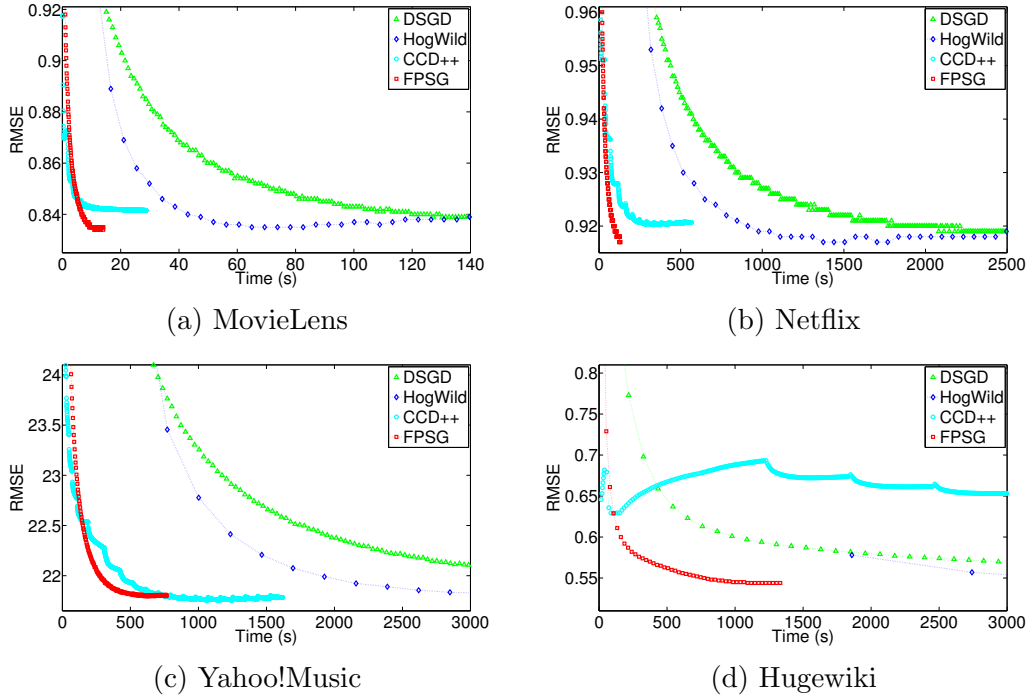 0.92
0.9
0.88
0.86
0.84
RMSE
0 20 40 60 80 100 120 140
Time (s)
DSGD
HogWild
CCD++
FPSG
(a) MovieLens
0.96
0.95
0.94
0.93
0.92
RMSE
0 500 1000 1500 2000 2500
Time (s)
DSGD
HogWild
CCD++
FPSG
(b) Netflix
24
23.5
23
22.5
22
RMSE
0 500 1000 1500 2000 2500 3000
Time (s)
DSGD
HogWild
CCD++
FPSG
(c) Yahoo!Music
0.8
0.75
0.7
0.65
0.6
0.55
RMSE
0 500 1000 1500 2000 2500 3000
Time (s)
DSGD
HogWild
CCD++
FPSG
(d) Hugewiki